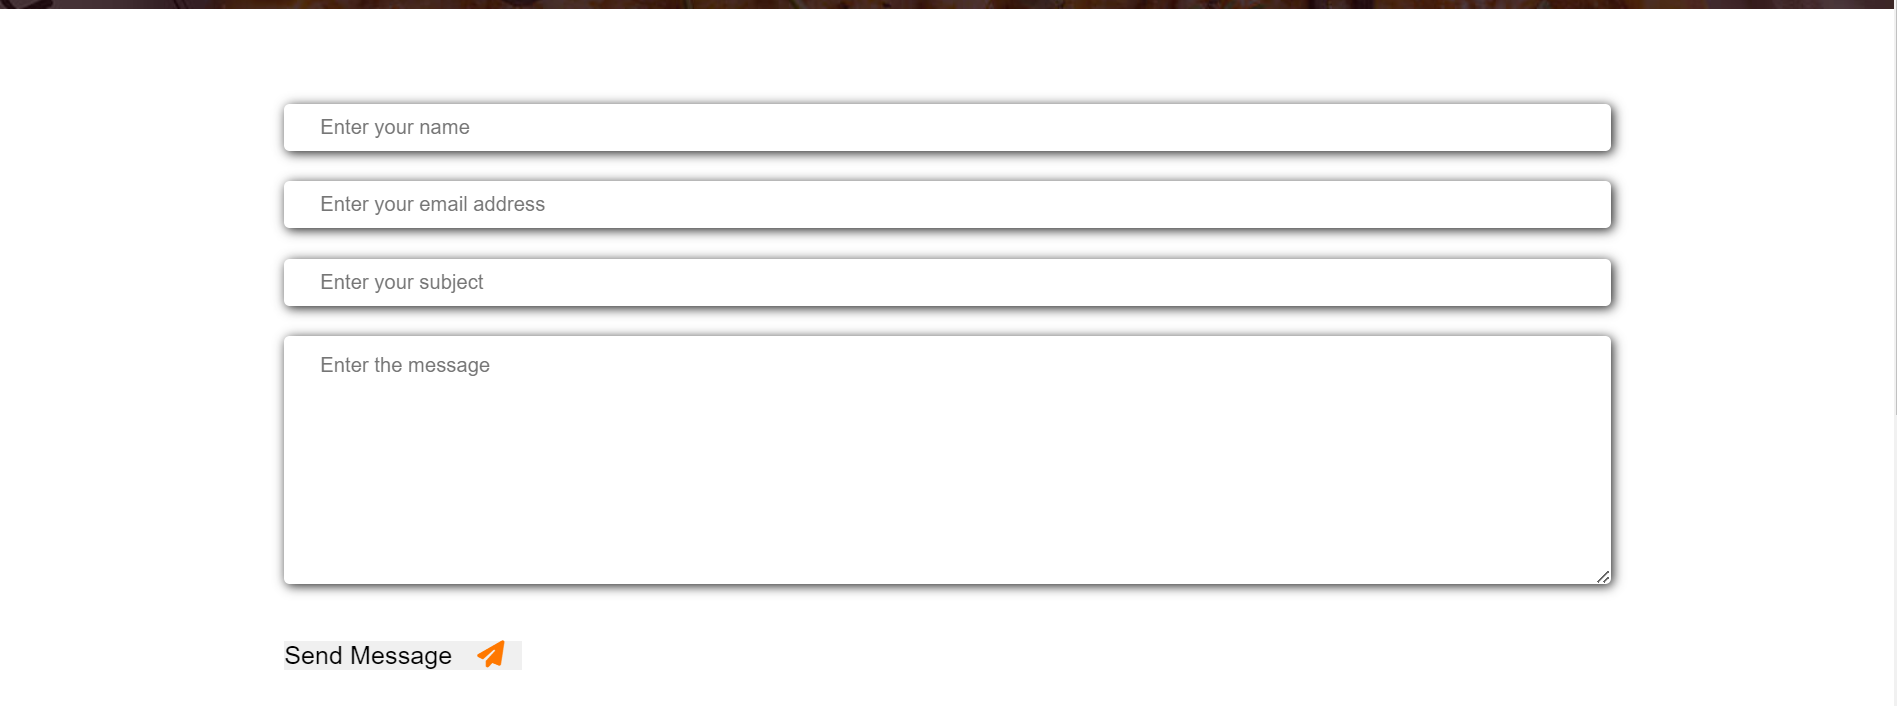 Enter your name
Enter your email address
Enter your subject
Enter the message
Send Message